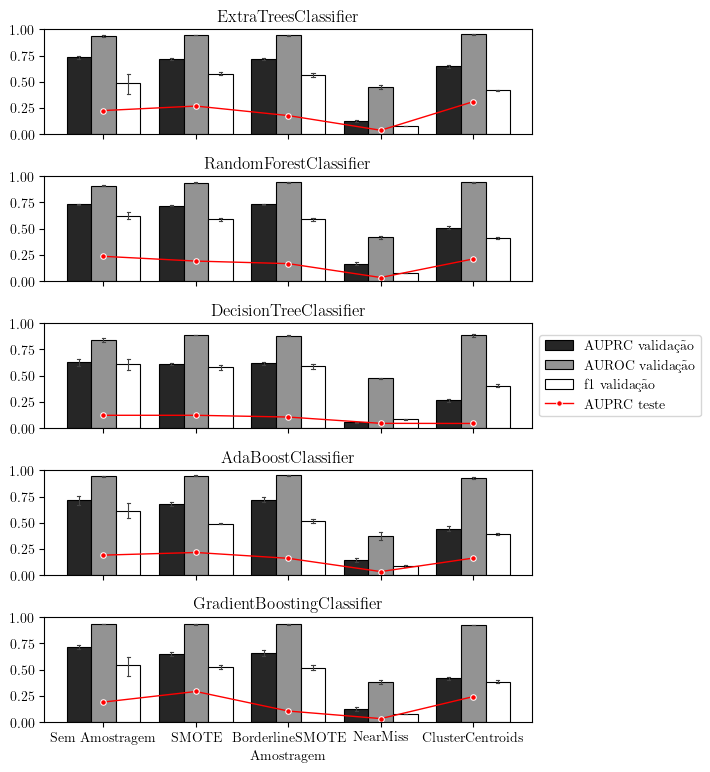 ExtraTreesClassifier
1.00
0.75
0.50
0.25
0.00
RandomForestClassifier
1.00
0.75
0.50
0.25
0.00
DecisionTreeClassifier
1.00
0.75
0.50
0.25
0.00
AUPRC validação
AUROC validação
f1 validação
AUPRC teste
AdaBoostClassifier
1.00
0.75
0.50
0.25
0.00
GradientBoostingClassifier
1.00
0.75
0.50
0.25
0.00
Sem Amostragem SMOTE BorderlineSMOTE NearMiss ClusterCentroids
Amostragem